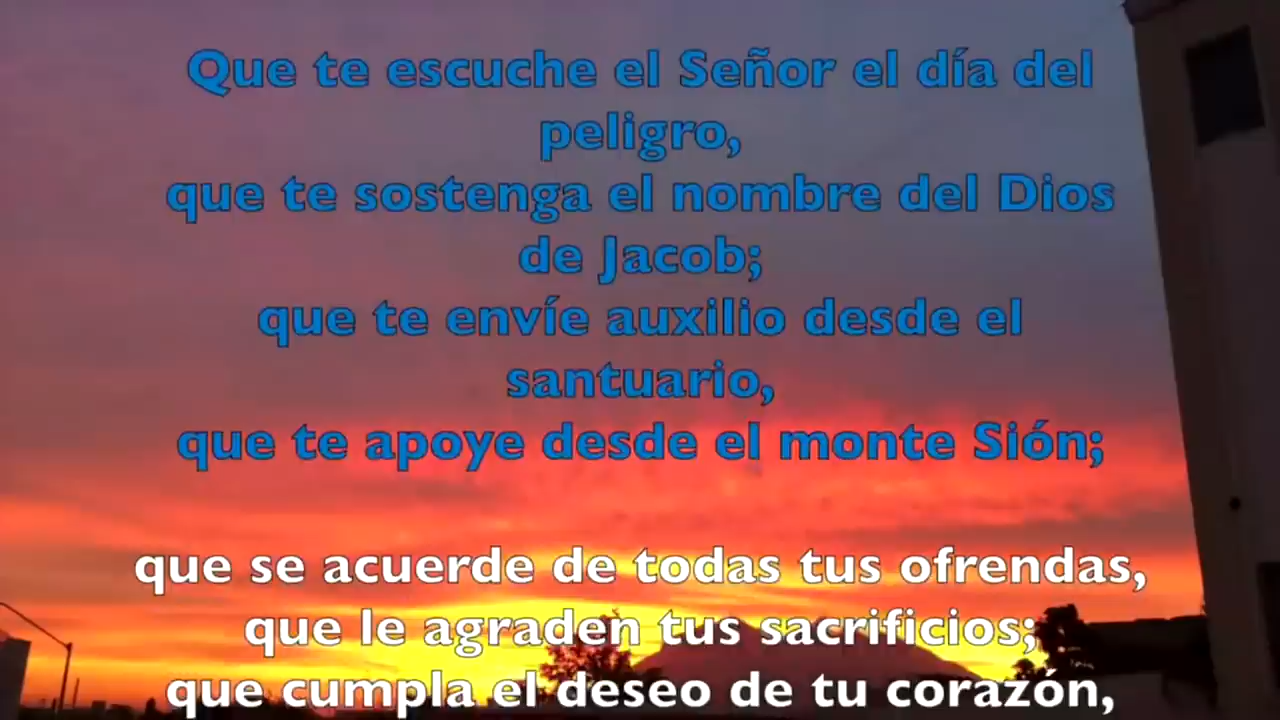 Que te escuche el Señor el día del
peligro,
que te sostenga el nombre del Dios
de Jacob;
que te envíe auxilio desde el
santuario,
que te apoye desde el monte Sión;
que se acuerde de todas tus ofrendas,
que le agraden tus sacrificios;
que cumpla el deseo de tu corazón,